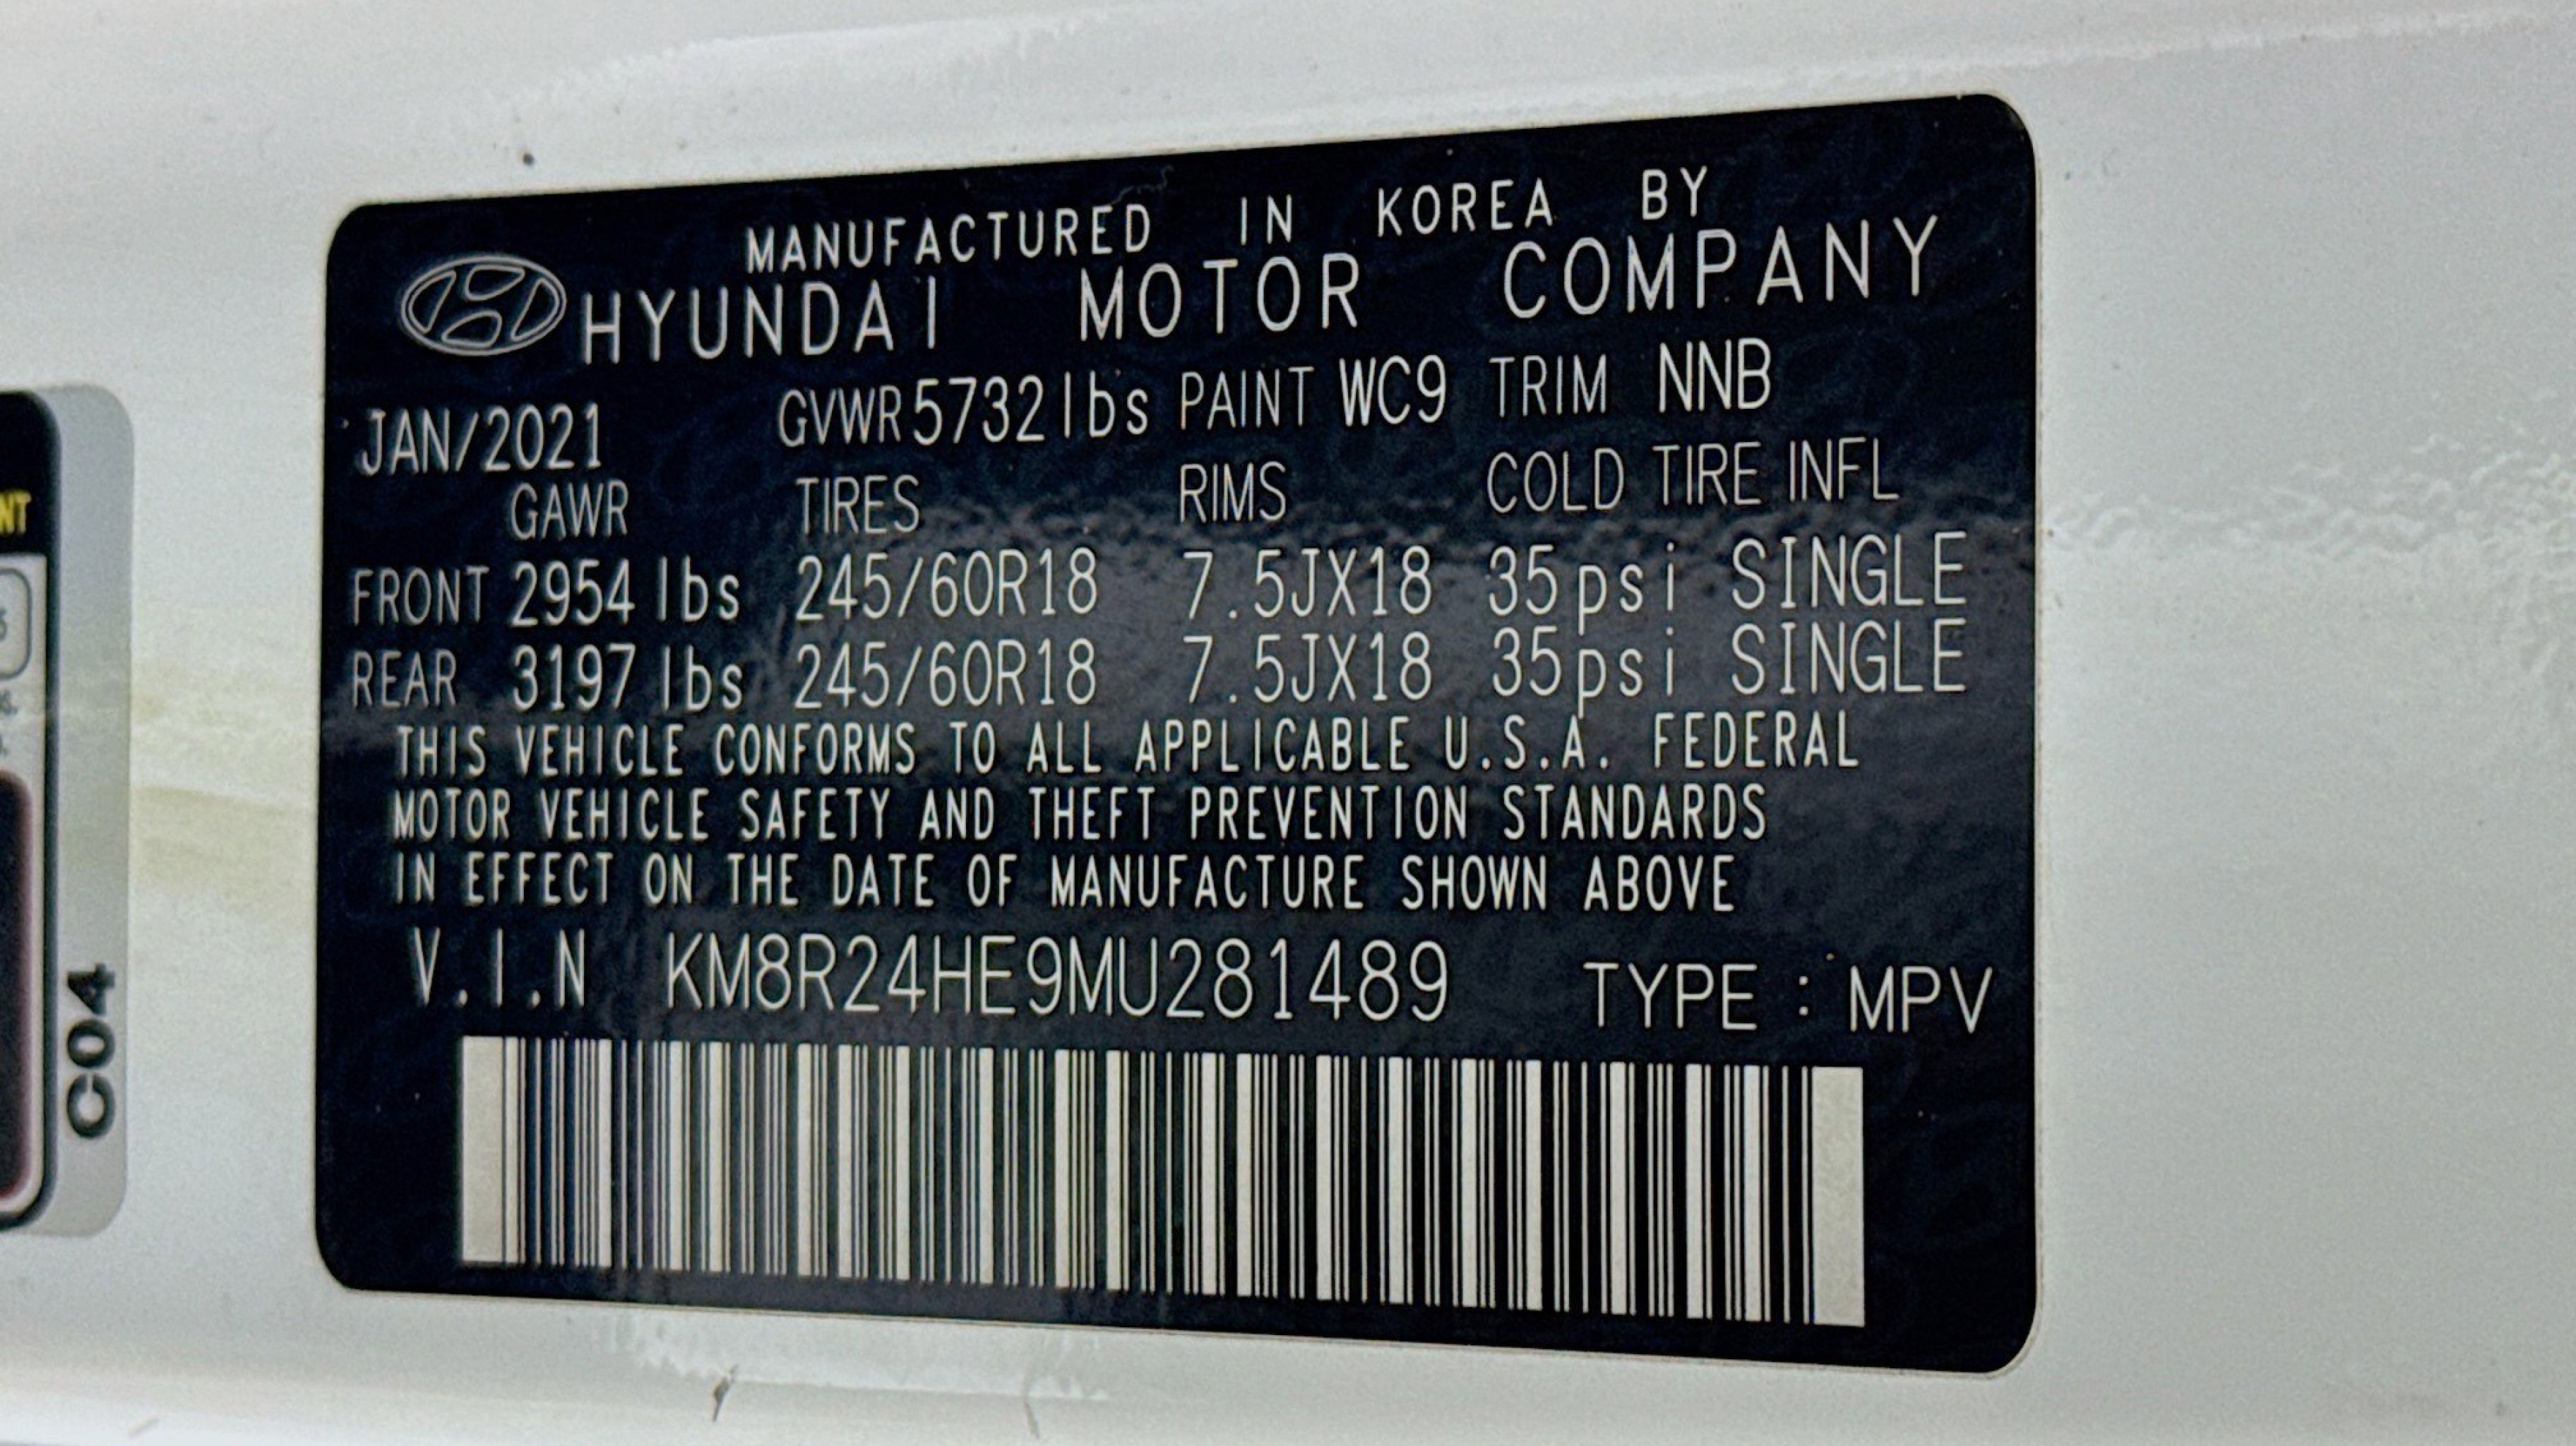 MANUFACTURED IN KOREA BY
HYUNDAI MOTOR COMPANY
JAN/2021 GVWR 5732 lbs PAINT WC9 TRIM NNB
GAWR TIRES RIMS COLD TIRE INFL
FRONT 2954 lbs 245/60R18 7.5JX18 35psi SINGLE
REAR 3197 lbs 245/60R18 7.5JX18 35psi SINGLE
THIS VEHICLE CONFORMS TO ALL APPLICABLE U.S.A. FEDERAL
MOTOR VEHICLE SAFETY AND THEFT PREVENTION STANDARDS
IN EFFECT ON THE DATE OF MANUFACTURE SHOWN ABOVE
V.I.N KM8R24HE9MU281489 TYPE : MPV
C04